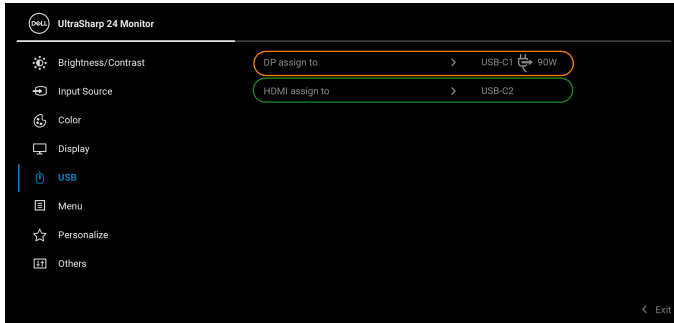 DELL UltraSharp 24 Monitor
Brightness/Contrast
DP assign to > USB-C1 90W
Input Source
HDMI assign to > USB-C2
Color
Display
USB
Menu
Personalize
Others
< Exit